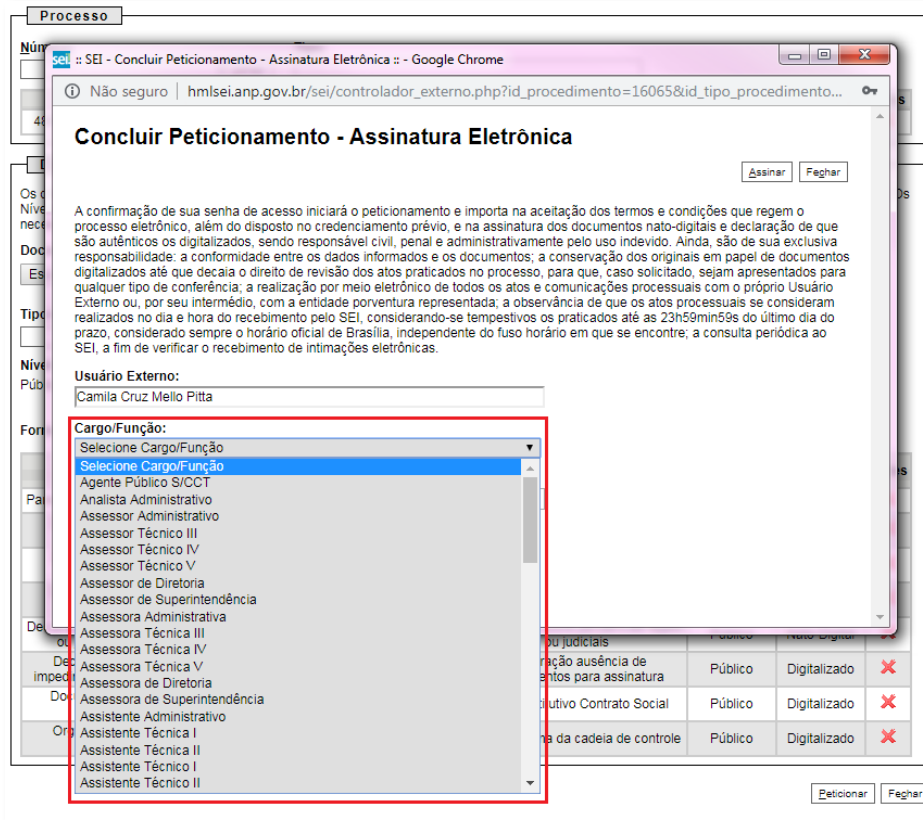 Processo
:: SEI - Concluir Peticionamento - Assinatura Eletrônica :: - Google Chrome
Não seguro | hmlsei.anp.gov.br/sei/controlador_externo.php?id_procedimento=16065&id_tipo_procedimento...
Concluir Peticionamento - Assinatura Eletrônica
Assinar Fechar
A confirmação de sua senha de acesso iniciará o peticionamento e importa na aceitação dos termos e condições que regem o
processo eletrônico, além do disposto no credenciamento prévio, e na assinatura dos documentos nato-digitais e declaração de que
são autênticos os digitalizados, sendo responsável civil, penal e administrativamente pelo uso indevido. Ainda, são de sua exclusiva
responsabilidade: a conformidade entre os dados informados e os documentos; a conservação dos originais em papel de documentos
digitalizados até que decaia o direito de revisão dos atos praticados no processo, para que, caso solicitado, sejam apresentados para
qualquer tipo de conferência; a realização por meio eletrônico de todos os atos e comunicações processuais com o próprio Usuário
Externo ou, por seu intermédio, com a entidade porventura representada; a observância de que os atos processuais se consideram
realizados no dia e hora do recebimento pelo SEI, considerando-se tempestivos os praticados até as 23h59min59s do último dia do
prazo, considerado sempre o horário oficial de Brasília, independente do fuso horário em que se encontre; a consulta periódica ao
SEI, a fim de verificar o recebimento de intimações eletrônicas.
Usuário Externo:
Camila Cruz Mello Pitta
Cargo/Função:
Selecione Cargo/Função
Selecione Cargo/Função
Agente Público S/CCT
Analista Administrativo
Assessor Administrativo
Assessor Técnico III
Assessor Técnico IV
Assessor Técnico V
Assessor de Diretoria
Assessor de Superintendência
Assessora Administrativa
Assessora Técnica III
Assessora Técnica IV
Assessora Técnica V
Assessora de Diretoria
Assessora de Superintendência
Assistente Administrativo
Assistente Técnica I
Assistente Técnica II
Assistente Técnico I
Assistente Técnico II
ou judiciais
ausência de Público Digitalizado
para assinatura
Contrato Social Público Digitalizado
da cadeia de controle Público Digitalizado
Peticionar Fechar